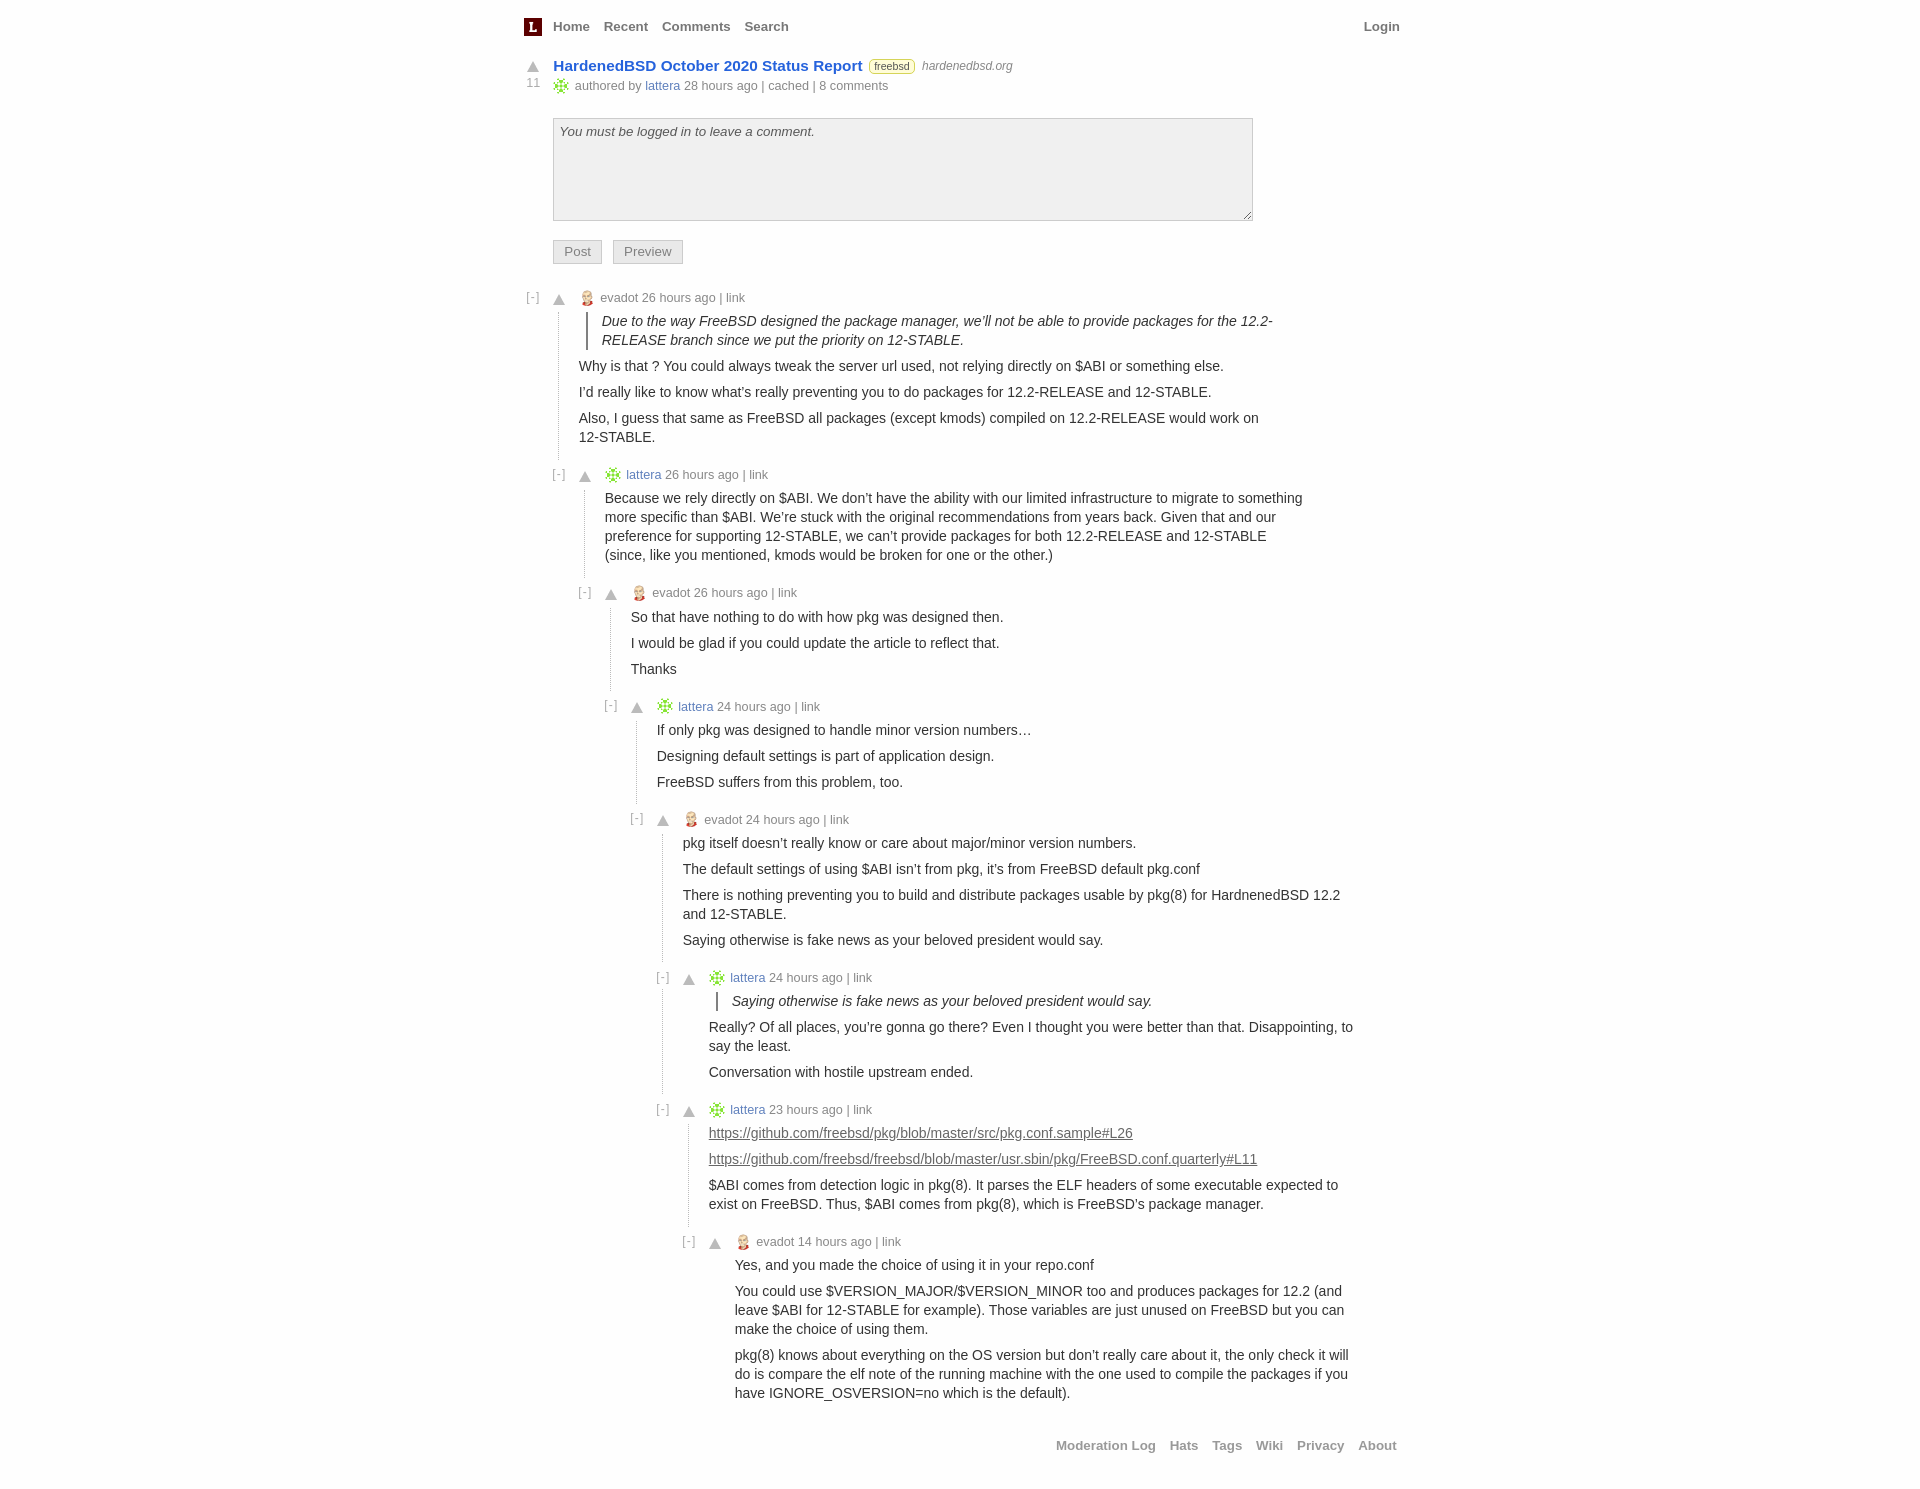 L Home Recent Comments Search Login
HardenedBSD October 2020 Status Report freebsd hardenedbsd.org
11 authored by lattera 28 hours ago | cached | 8 comments
You must be logged in to leave a comment.
Post Preview
[-] evadot 26 hours ago | link
Due to the way FreeBSD designed the package manager, we’ll not be able to provide packages for the 12.2-
RELEASE branch since we put the priority on 12-STABLE.
Why is that ? You could always tweak the server url used, not relying directly on $ABI or something else.
I’d really like to know what’s really preventing you to do packages for 12.2-RELEASE and 12-STABLE.
Also, I guess that same as FreeBSD all packages (except kmods) compiled on 12.2-RELEASE would work on
12-STABLE.
[-] lattera 26 hours ago | link
Because we rely directly on $ABI. We don’t have the ability with our limited infrastructure to migrate to something
more specific than $ABI. We’re stuck with the original recommendations from years back. Given that and our
preference for supporting 12-STABLE, we can’t provide packages for both 12.2-RELEASE and 12-STABLE
(since, like you mentioned, kmods would be broken for one or the other.)
[-] evadot 26 hours ago | link
So that have nothing to do with how pkg was designed then.
I would be glad if you could update the article to reflect that.
Thanks
[-] lattera 24 hours ago | link
If only pkg was designed to handle minor version numbers…
Designing default settings is part of application design.
FreeBSD suffers from this problem, too.
[-] evadot 24 hours ago | link
pkg itself doesn’t really know or care about major/minor version numbers.
The default settings of using $ABI isn’t from pkg, it’s from FreeBSD default pkg.conf
There is nothing preventing you to build and distribute packages usable by pkg(8) for HardnenedBSD 12.2
and 12-STABLE.
Saying otherwise is fake news as your beloved president would say.
[-] lattera 24 hours ago | link
Saying otherwise is fake news as your beloved president would say.
Really? Of all places, you’re gonna go there? Even I thought you were better than that. Disappointing, to
say the least.
Conversation with hostile upstream ended.
[-] lattera 23 hours ago | link
https://github.com/freebsd/pkg/blob/master/src/pkg.conf.sample#L26
https://github.com/freebsd/freebsd/blob/master/usr.sbin/pkg/FreeBSD.conf.quarterly#L11
$ABI comes from detection logic in pkg(8). It parses the ELF headers of some executable expected to
exist on FreeBSD. Thus, $ABI comes from pkg(8), which is FreeBSD’s package manager.
[-] evadot 14 hours ago | link
Yes, and you made the choice of using it in your repo.conf
You could use $VERSION_MAJOR/$VERSION_MINOR too and produces packages for 12.2 (and
leave $ABI for 12-STABLE for example). Those variables are just unused on FreeBSD but you can
make the choice of using them.
pkg(8) knows about everything on the OS version but don’t really care about it, the only check it will
do is compare the elf note of the running machine with the one used to compile the packages if you
have IGNORE_OSVERSION=no which is the default).
Moderation Log Hats Tags Wiki Privacy About